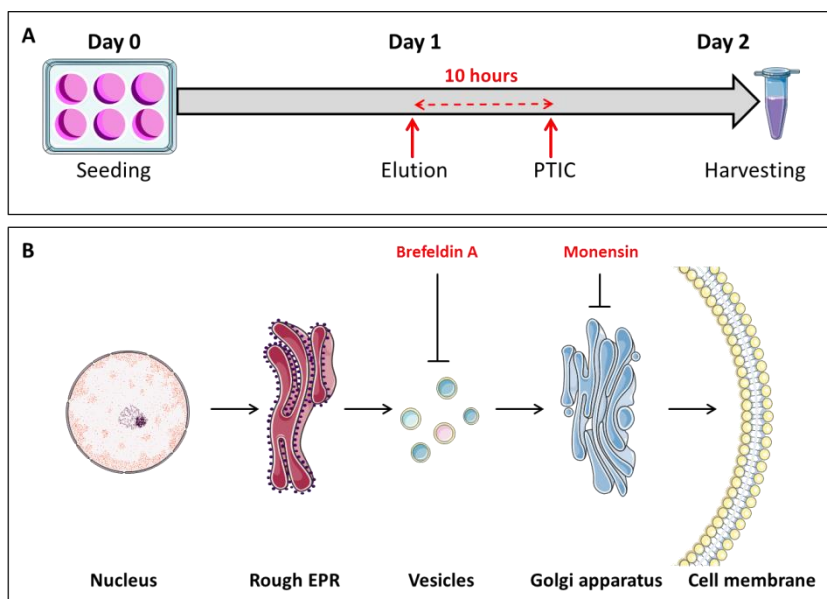 A
Day 0
Day 1
Day 2
10 hours
Seeding
Elution
PTIC
Harvesting
B
Brefeldin A
Monensin
Nucleus
Rough EPR
Vesicles
Golgi apparatus
Cell membrane